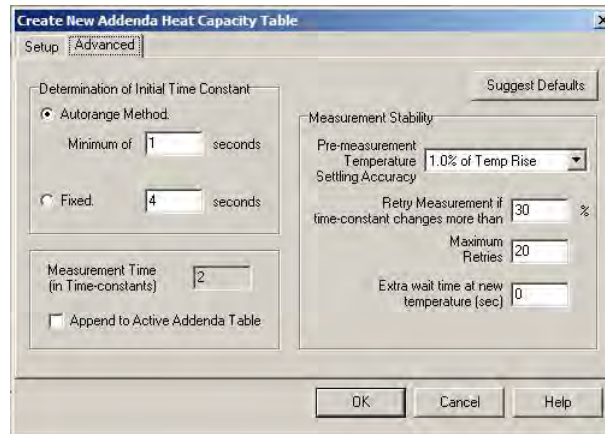 Create New Addenda Heat Capacity Table
Setup
Advanced
Suggest Defaults
Determination of Initial Time Constant
Autorange Method.
Minimum of 1 seconds
Fixed. 4 seconds
Measurement Time
(in Time-constants) 2
Append to Active Addenda Table
Measurement Stability
Pre-measurement
Temperature
Settling Accuracy 1.0% of Temp Rise
Retry Measurement if
time-constant changes more than 30 %
Maximum
Retries 20
Extra wait time at new
temperature (sec) 0
OK
Cancel
Help